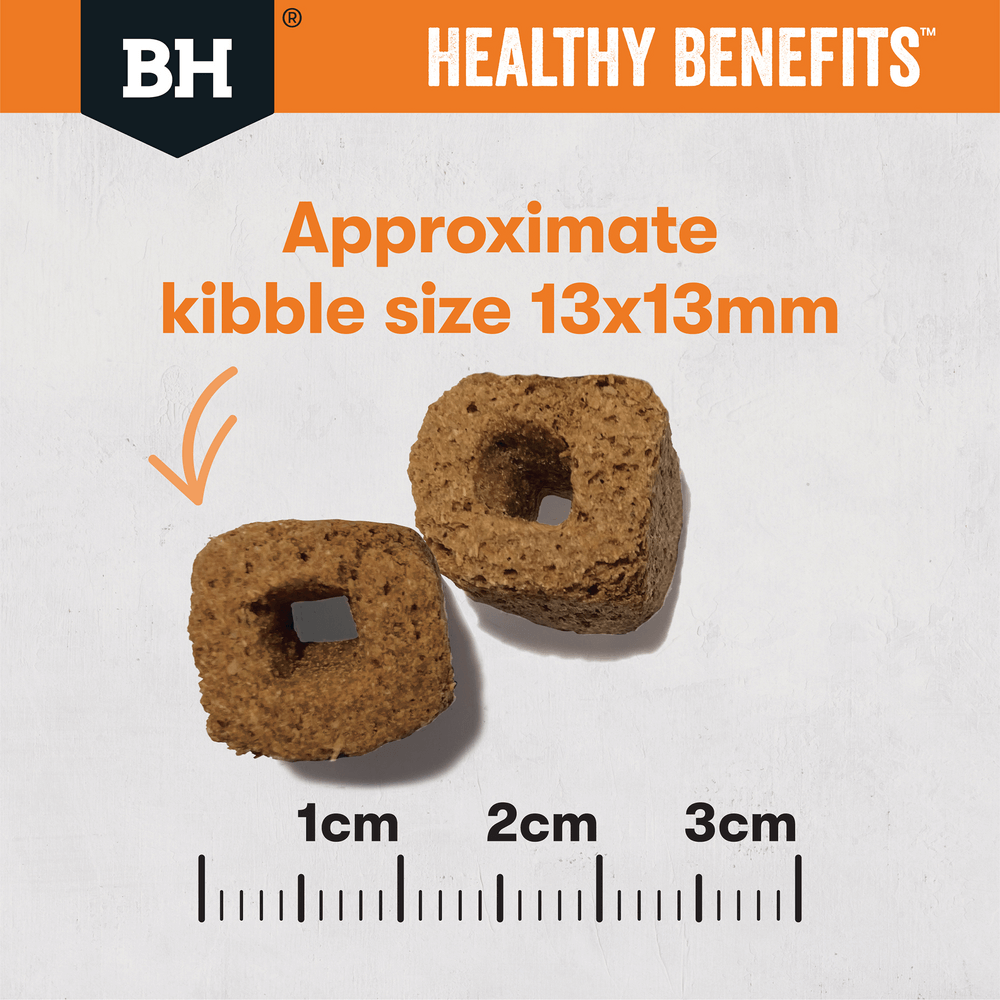 BH®
HEALTHY BENEFITS™
Approximate
kibble size 13x13mm
1cm 2cm 3cm